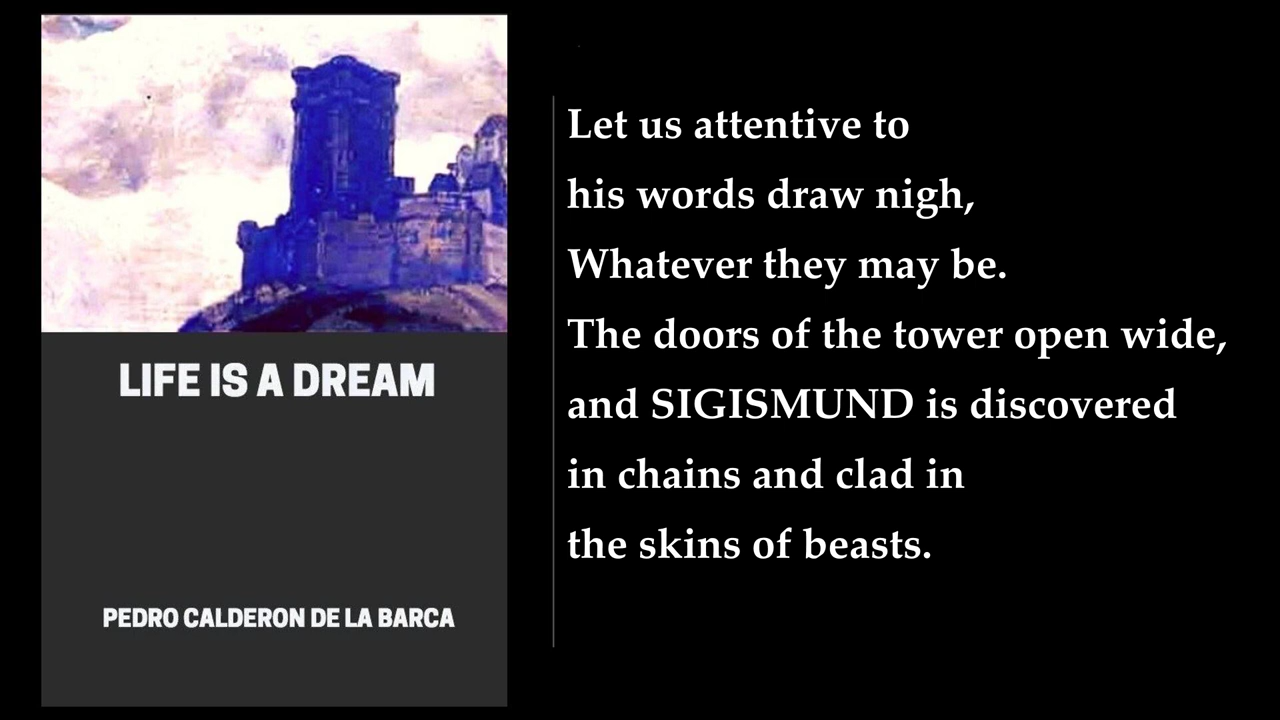 LIFE IS A DREAM
PEDRO CALDERON DE LA BARCA
Let us attentive to
his words draw nigh,
Whatever they may be.
The doors of the tower open wide,
and SIGISMUND is discovered
in chains and clad in
the skins of beasts.